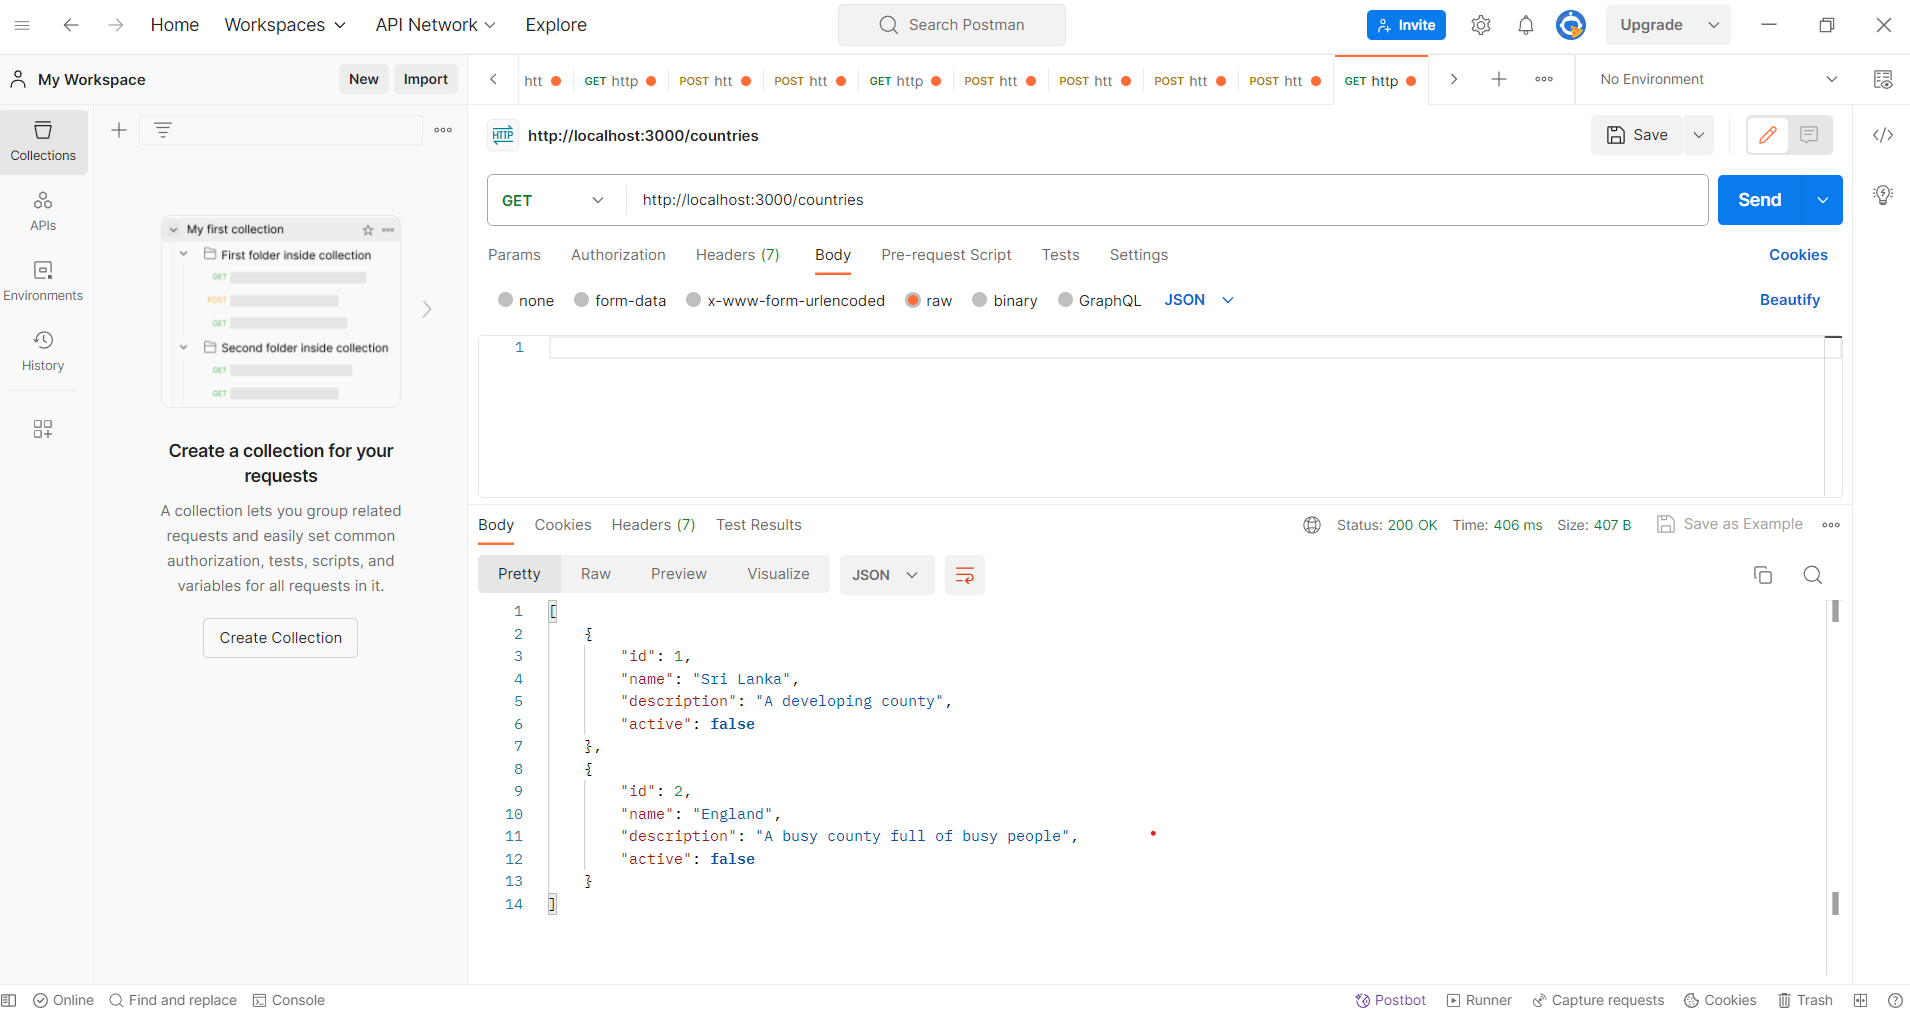 Home Workspaces API Network Explore Search Postman Invite Upgrade
My Workspace New Import
htt GET http POST htt POST htt GET http POST htt POST htt POST htt POST htt GET http No Environment
Collections
APIs
Environments
History
My first collection
First folder inside collection
GET
POST
GET
Second folder inside collection
GET
GET
Create a collection for your
requests
A collection lets you group related
requests and easily set common
authorization, tests, scripts, and
variables for all requests in it.
Create Collection
HTTP http://localhost:3000/countries Save
GET http://localhost:3000/countries Send
Params Authorization Headers (7) Body Pre-request Script Tests Settings Cookies
none form-data x-www-form-urlencoded raw binary GraphQL JSON Beautify
1
Body Cookies Headers (7) Test Results Status: 200 OK Time: 406 ms Size: 407 B Save as Example
Pretty Raw Preview Visualize JSON
1 [
2 {
3 "id": 1,
4 "name": "Sri Lanka",
5 "description": "A developing county",
6 "active": false
7 },
8 {
9 "id": 2,
10 "name": "England",
11 "description": "A busy county full of busy people",
12 "active": false
13 }
14 ]
Online Find and replace Console Postbot Runner Capture requests Cookies Trash